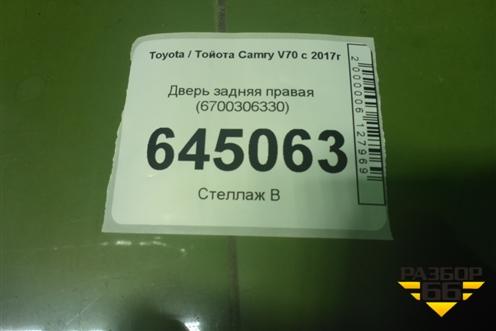 Toyota / Тойота Camry V70 с 2017г
Дверь задняя правая
(6700306330)
645063
Стеллаж В
2000006127969
РАЗБОР
66